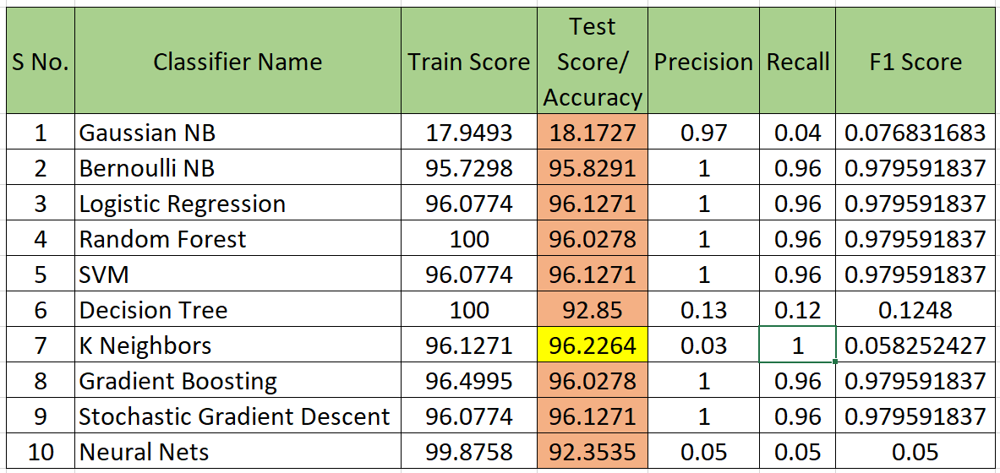 S No. Classifier Name Train Score Test Score/ Accuracy Precision Recall F1 Score
1 Gaussian NB 17.9493 18.1727 0.97 0.04 0.076831683
2 Bernoulli NB 95.7298 95.8291 1 0.96 0.979591837
3 Logistic Regression 96.0774 96.1271 1 0.96 0.979591837
4 Random Forest 100 96.0278 1 0.96 0.979591837
5 SVM 96.0774 96.1271 1 0.96 0.979591837
6 Decision Tree 100 92.85 0.13 0.12 0.1248
7 K Neighbors 96.1271 96.2264 0.03 1 0.058252427
8 Gradient Boosting 96.4995 96.0278 1 0.96 0.979591837
9 Stochastic Gradient Descent 96.0774 96.1271 1 0.96 0.979591837
10 Neural Nets 99.8758 92.3535 0.05 0.05 0.05